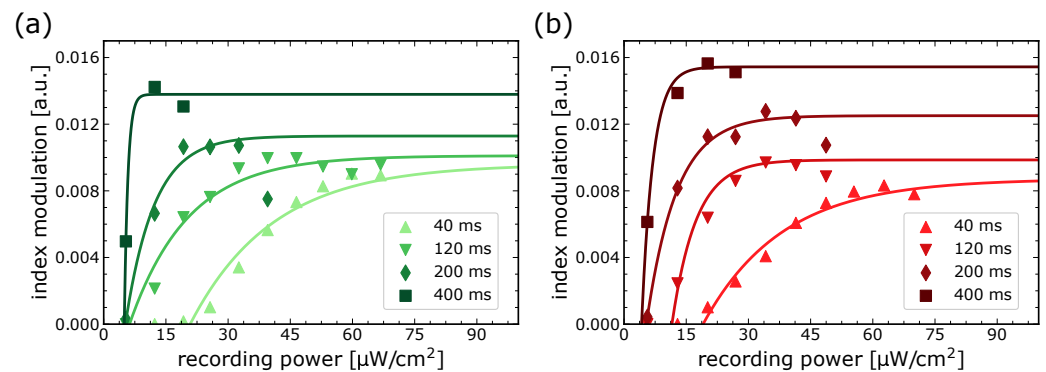 (a)
index modulation [a.u.]
0.016
0.012
0.008
0.004
0.000
0 15 30 45 60 75 90
recording power [μW/cm²]
40 ms
120 ms
200 ms
400 ms
(b)
index modulation [a.u.]
0.016
0.012
0.008
0.004
0.000
0 15 30 45 60 75 90
recording power [μW/cm²]
40 ms
120 ms
200 ms
400 ms